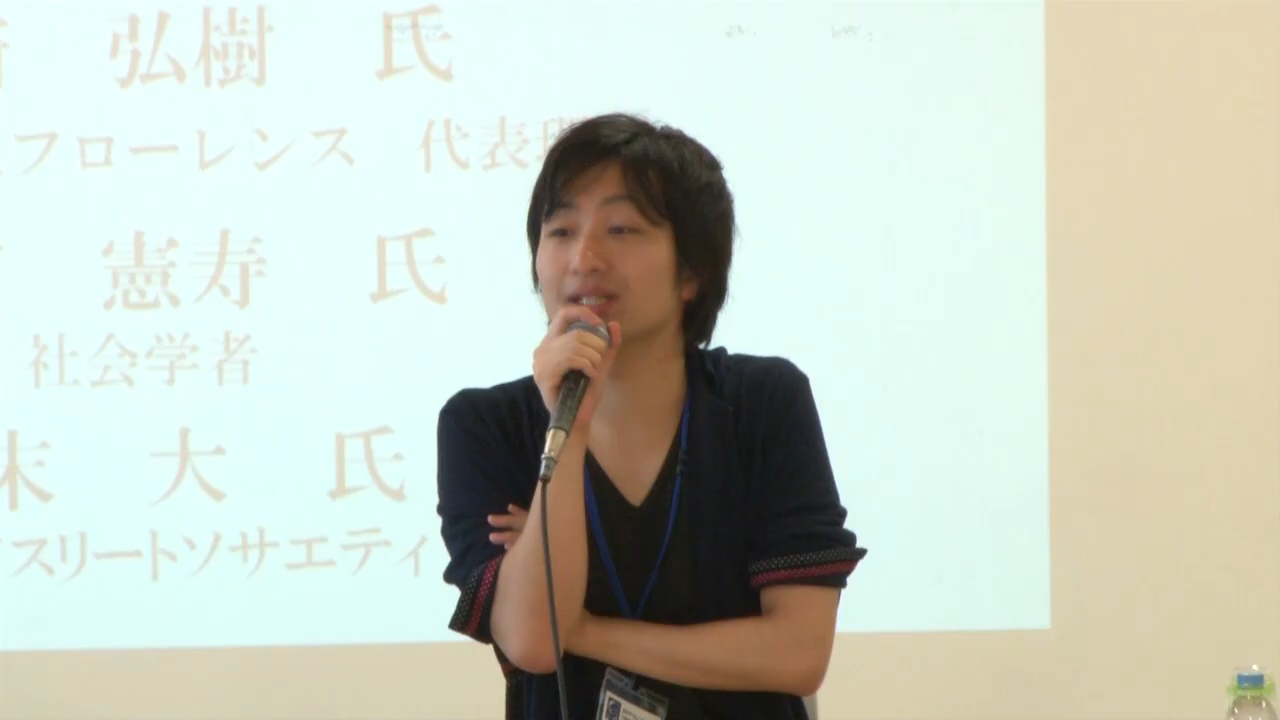 弘樹 氏
フローレンス 代表
憲寿 氏
社会学者
末 大 氏
スリートソサエティ